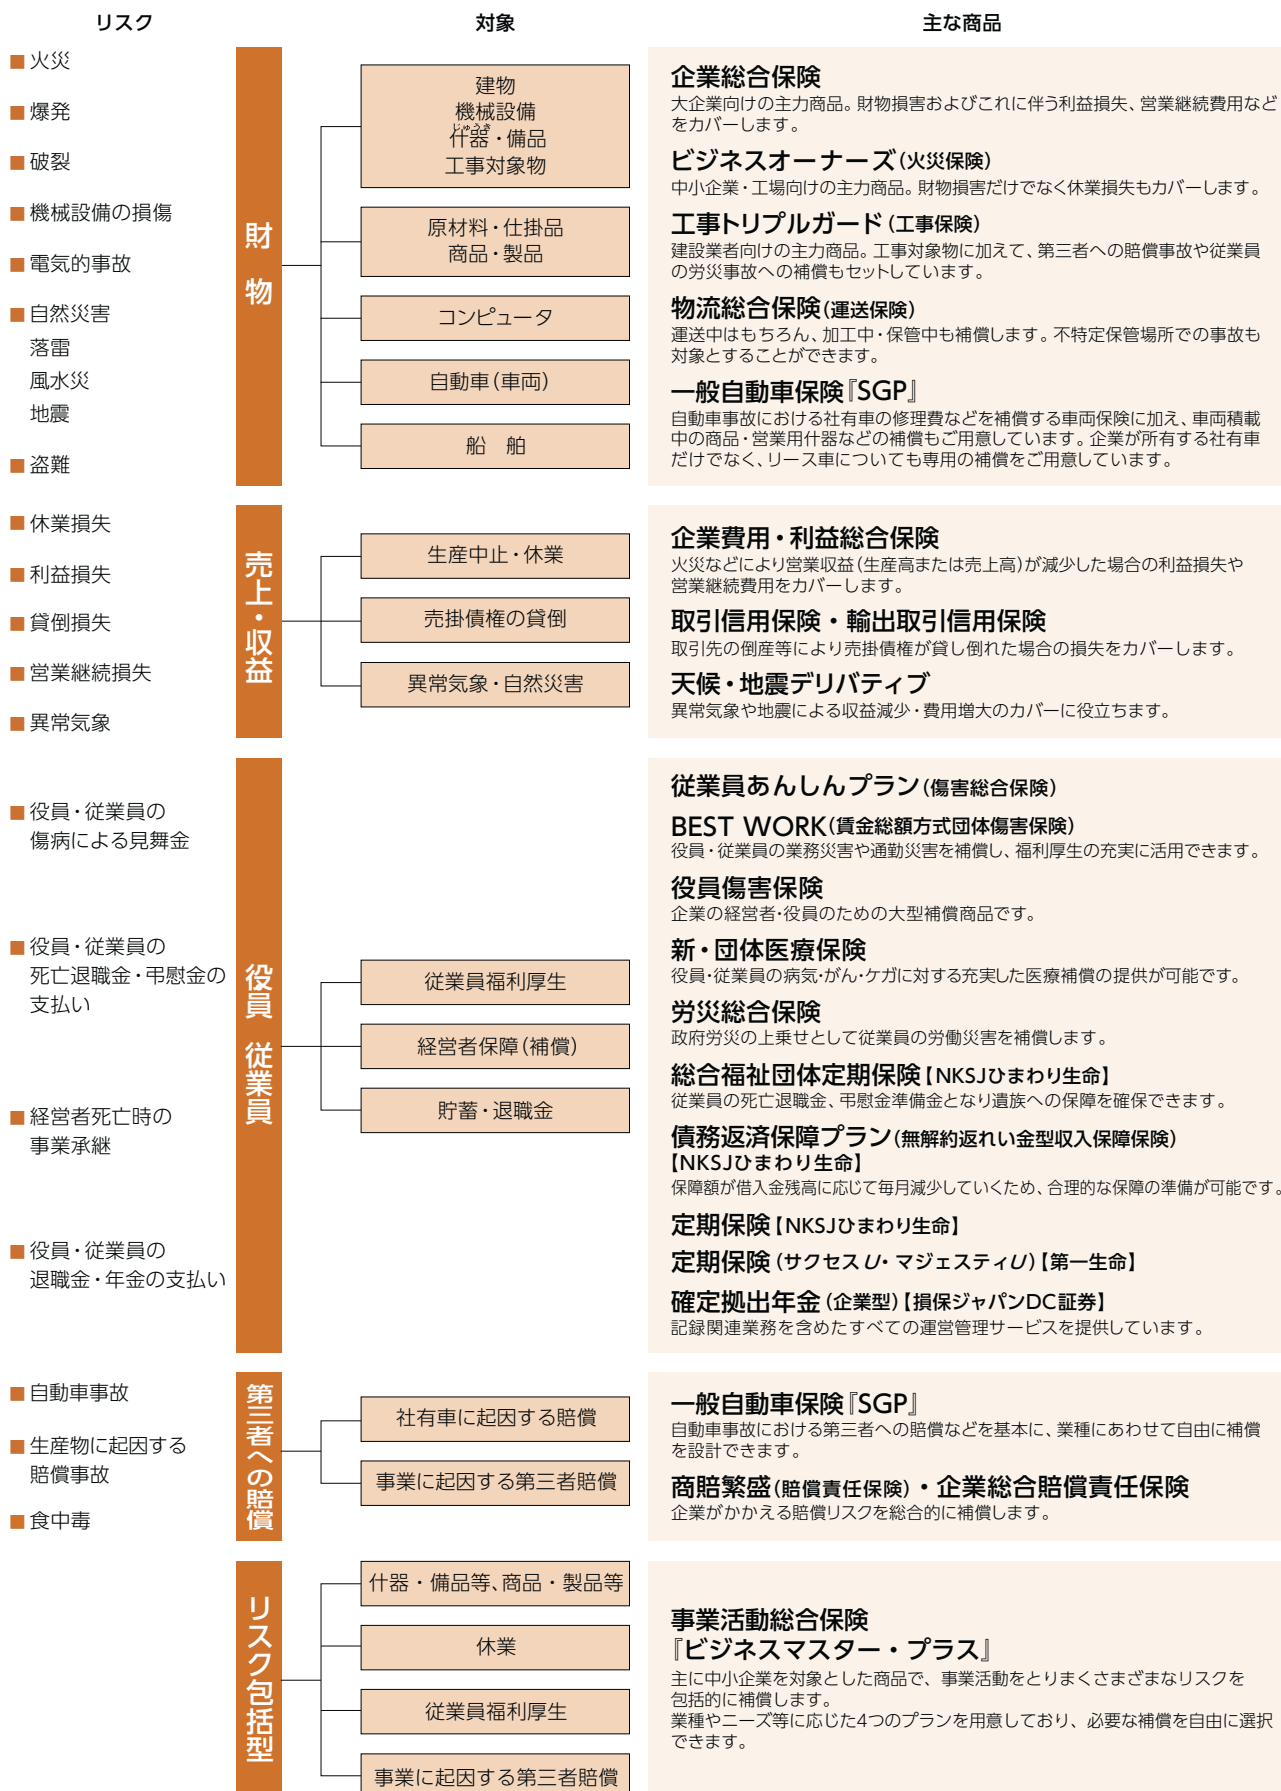 リスク
対象
主な商品
■火災
■爆発
■破裂
■機械設備の損傷
■電気的事故
■自然災害
落雷
風水災
地震
■盗難
財物
建物
機械設備
じゅうき
什器・備品
工事対象物
原材料・仕掛品
商品・製品
コンピュータ
自動車（車両）
船　舶
企業総合保険
大企業向けの主力商品。財物損害およびこれに伴う利益損失、営業継続費用など
をカバーします。
ビジネスオーナーズ（火災保険）
中小企業・工場向けの主力商品。財物損害だけでなく休業損失もカバーします。
工事トリプルガード（工事保険）
建設業者向けの主力商品。工事対象物に加えて、第三者への賠償事故や従業員
の労災事故への補償もセットしています。
物流総合保険（運送保険）
運送中はもちろん、加工中・保管中も補償します。不特定保管場所での事故も
対象とすることができます。
一般自動車保険『SGP』
自動車事故における社有車の修理費などを補償する車両保険に加え、車両積載
中の商品・営業用什器などの補償もご用意しています。企業が所有する社有車
だけでなく、リース車についても専用の補償をご用意しています。
■休業損失
■利益損失
■貸倒損失
■営業継続損失
■異常気象
売上・収益
生産中止・休業
売掛債権の貸倒
異常気象・自然災害
企業費用・利益総合保険
火災などにより営業収益（生産高または売上高）が減少した場合の利益損失や
営業継続費用をカバーします。
取引信用保険・輸出取引信用保険
取引先の倒産等により売掛債権が貸し倒れた場合の損失をカバーします。
天候・地震デリバティブ
異常気象や地震による収益減少・費用増大のカバーに役立ちます。
■役員・従業員の
傷病による見舞金
■役員・従業員の
死亡退職金・弔慰金の
支払い
■経営者死亡時の
事業承継
■役員・従業員の
退職金・年金の支払い
役員 従業員
従業員福利厚生
経営者保障（補償）
貯蓄・退職金
従業員あんしんプラン（傷害総合保険）
BEST WORK（賃金総額方式団体傷害保険）
役員・従業員の業務災害や通勤災害を補償し、福利厚生の充実に活用できます。
役員傷害保険
企業の経営者・役員のための大型補償商品です。
新・団体医療保険
役員・従業員の病気・がん・ケガに対する充実した医療補償の提供が可能です。
労災総合保険
政府労災の上乗せとして従業員の労働災害を補償します。
総合福祉団体定期保険【NKSJひまわり生命】
従業員の死亡退職金、弔慰金準備金となり遺族への保障を確保できます。
債務返済保障プラン（無解約返れい金型収入保障保険）
【NKSJひまわり生命】
保障額が借入金残高に応じて毎月減少していくため、合理的な保障の準備が可能です。
定期保険【NKSJひまわり生命】
定期保険（サクセスU・マジェスティU）【第一生命】
確定拠出年金（企業型）【損保ジャパンDC証券】
記録関連業務を含めたすべての運営管理サービスを提供しています。
■自動車事故
■生産物に起因する
賠償事故
■食中毒
第三者への賠償
社有車に起因する賠償
事業に起因する第三者賠償
一般自動車保険『SGP』
自動車事故における第三者への賠償などを基本に、業種にあわせて自由に補償
を設計できます。
商賠繁盛（賠償責任保険）・企業総合賠償責任保険
企業がかかえる賠償リスクを総合的に補償します。
リスク包括型
什器・備品等、商品・製品等
休業
従業員福利厚生
事業に起因する第三者賠償
事業活動総合保険
『ビジネスマスター・プラス』
主に中小企業を対象とした商品で、事業活動をとりまくさまざまなリスクを
包括的に補償します。
業種やニーズ等に応じた4つのプランを用意しており、必要な補償を自由に選択
できます。